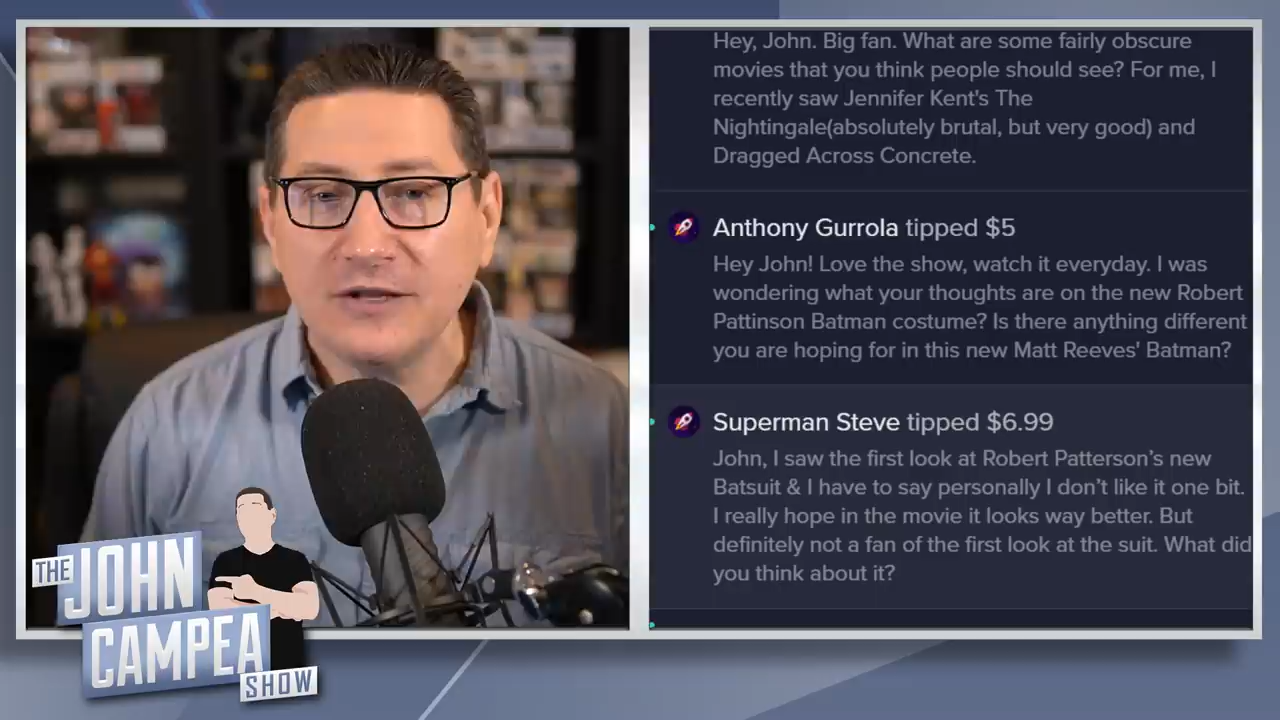 Hey, John. Big fan. What are some fairly obscure
movies that you think people should see? For me, I
recently saw Jennifer Kent's The
Nightingale(absolutely brutal, but very good) and
Dragged Across Concrete.
Anthony Gurrola tipped $5
Hey John! Love the show, watch it everyday. I was
wondering what your thoughts are on the new Robert
Pattinson Batman costume? Is there anything different
you are hoping for in this new Matt Reeves' Batman?
Superman Steve tipped $6.99
John, I saw the first look at Robert Patterson’s new
Batsuit & I have to say personally I don’t like it one bit.
I really hope in the movie it looks way better. But
definitely not a fan of the first look at the suit. What did
you think about it?
THE
JOHN
CAMPEA
SHOW